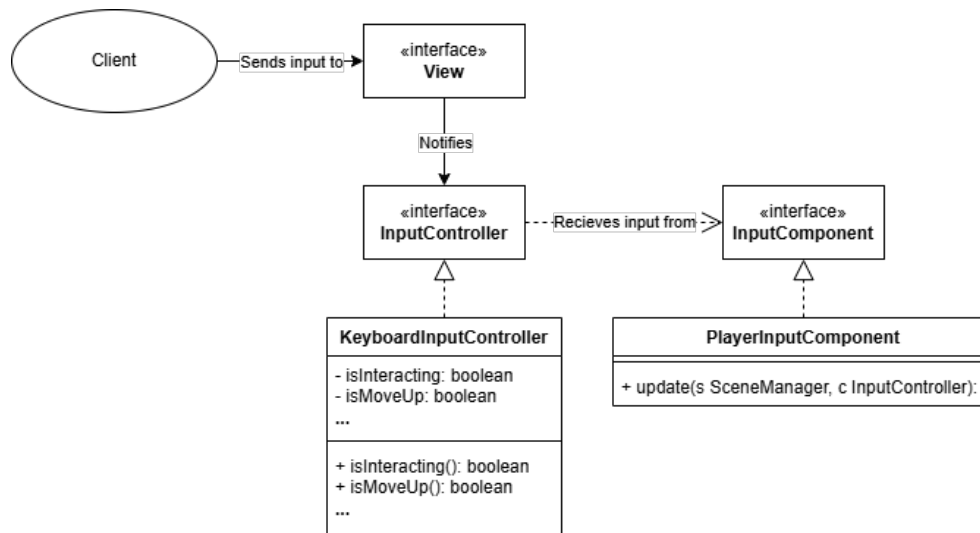 Client
Sends input to
«interface»
View
Notifies
«interface»
InputController
Recieves input from
«interface»
InputComponent
KeyboardInputController
- isInteracting: boolean
- isMoveUp: boolean
...
+ isInteracting(): boolean
+ isMoveUp(): boolean
...
PlayerInputComponent
+ update(s SceneManager, c InputController):